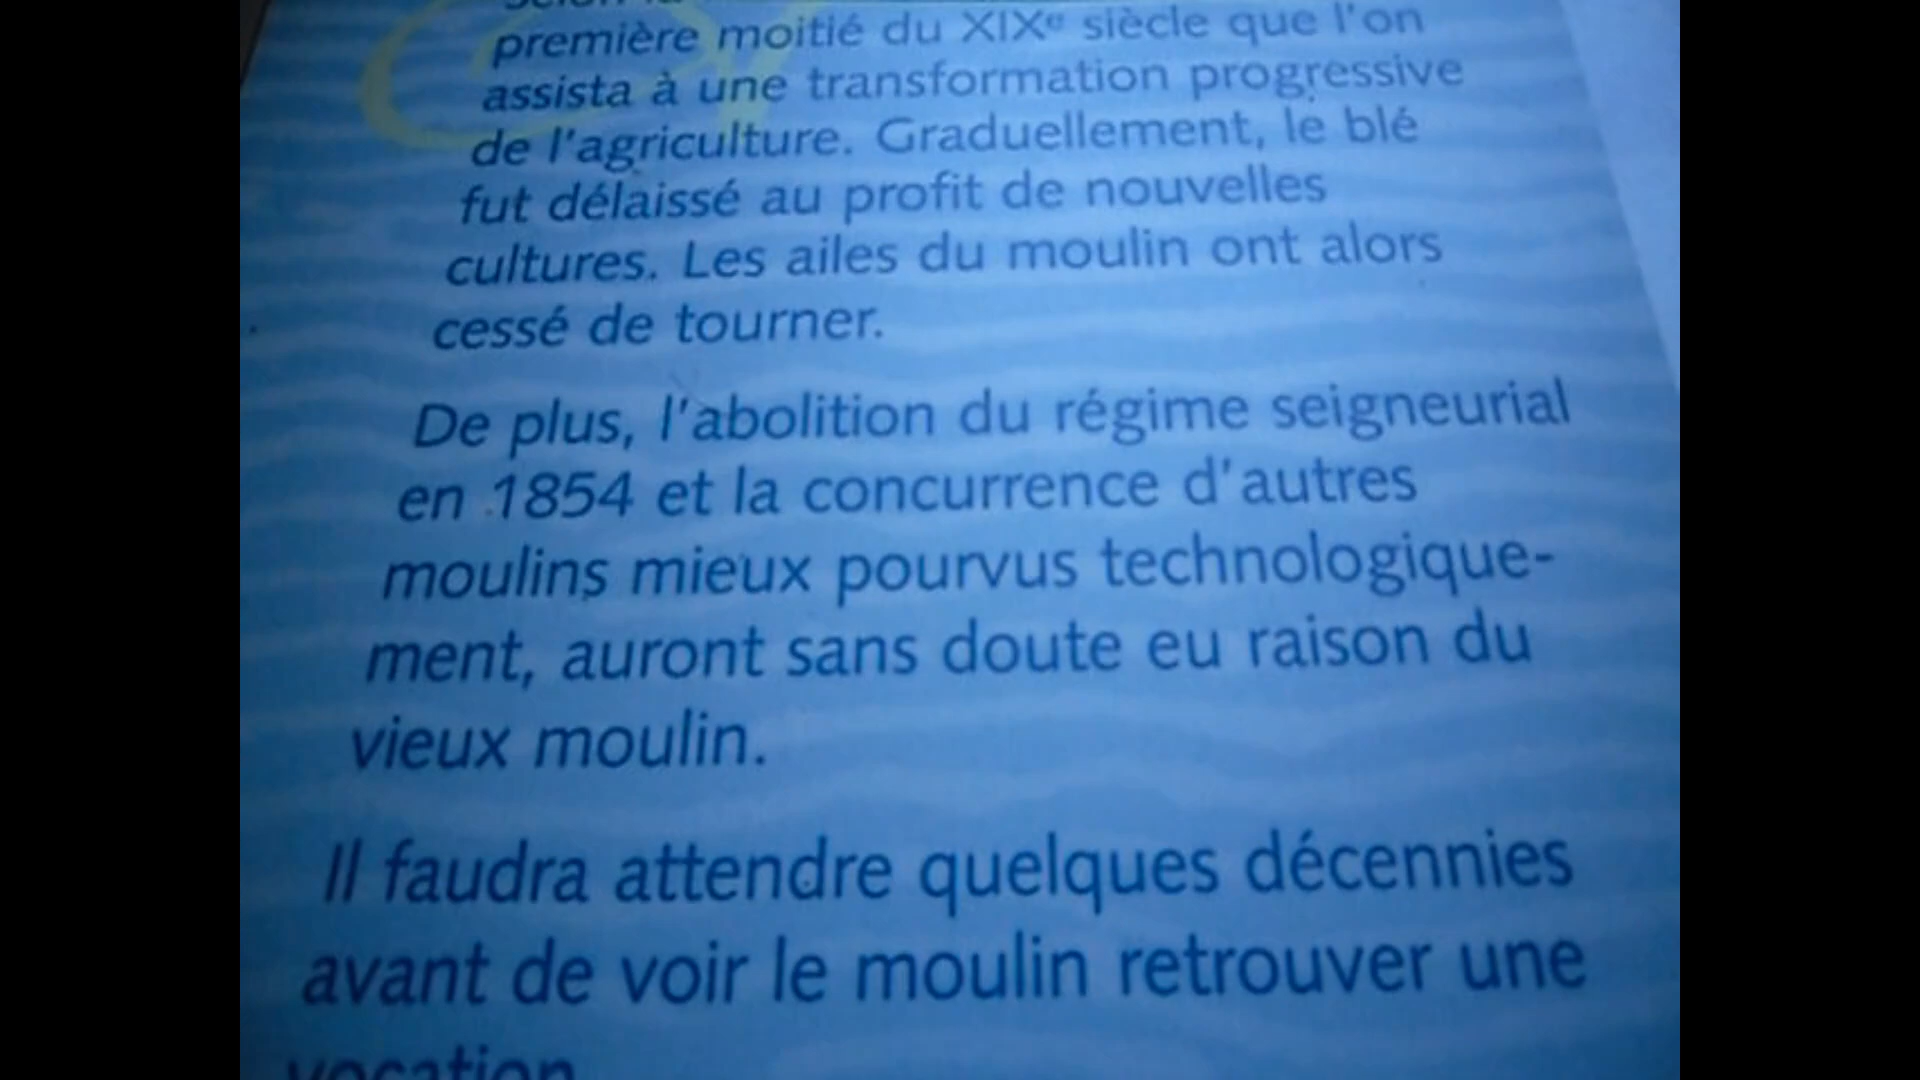 première moitié du XIXe siècle que l'on
assista à une transformation progressive
de l'agriculture. Graduellement, le blé
fut délaissé au profit de nouvelles
cultures. Les ailes du moulin ont alors
cessé de tourner.
De plus, l'abolition du régime seigneurial
en 1854 et la concurrence d'autres
moulins mieux pourvus technologique-
ment, auront sans doute eu raison du
vieux moulin.
Il faudra attendre quelques décennies
avant de voir le moulin retrouver une
vocation